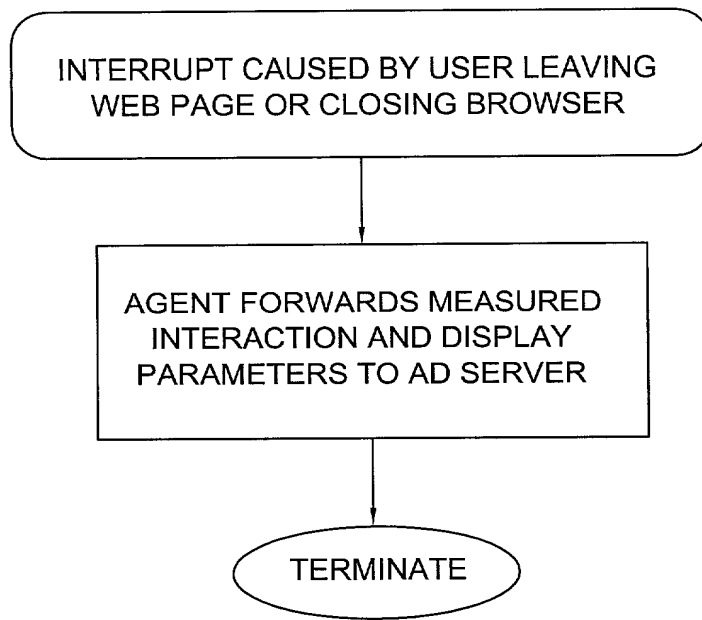 INTERRUPT CAUSED BY USER LEAVING
WEB PAGE OR CLOSING BROWSER
AGENT FORWARDS MEASURED
INTERACTION AND DISPLAY
PARAMETERS TO AD SERVER
TERMINATE